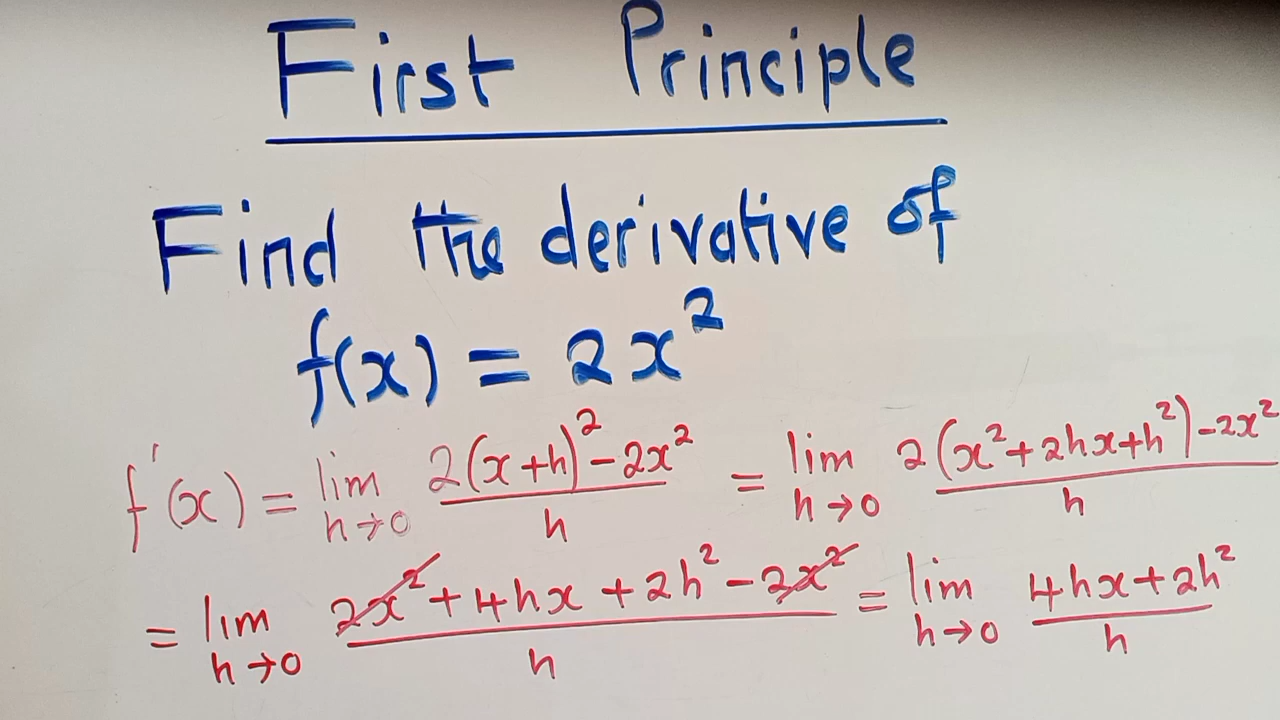 First Principle
Find the derivative of
f(x) = 2x²
f'(x) = lim h→0 (2(x+h)² - 2x²)/h = lim h→0 (2(x²+2hx+h²) - 2x²)/h
= lim h→0 (2x² + 4hx + 2h² - 2x²)/h = lim h→0 (4hx + 2h²)/h